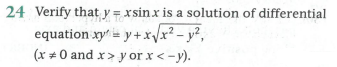 24 Verify that y = x sin x is a solution of differential
equation xy' = y + x√(x² − y²),
(x ≠ 0 and x > y or x < −y).